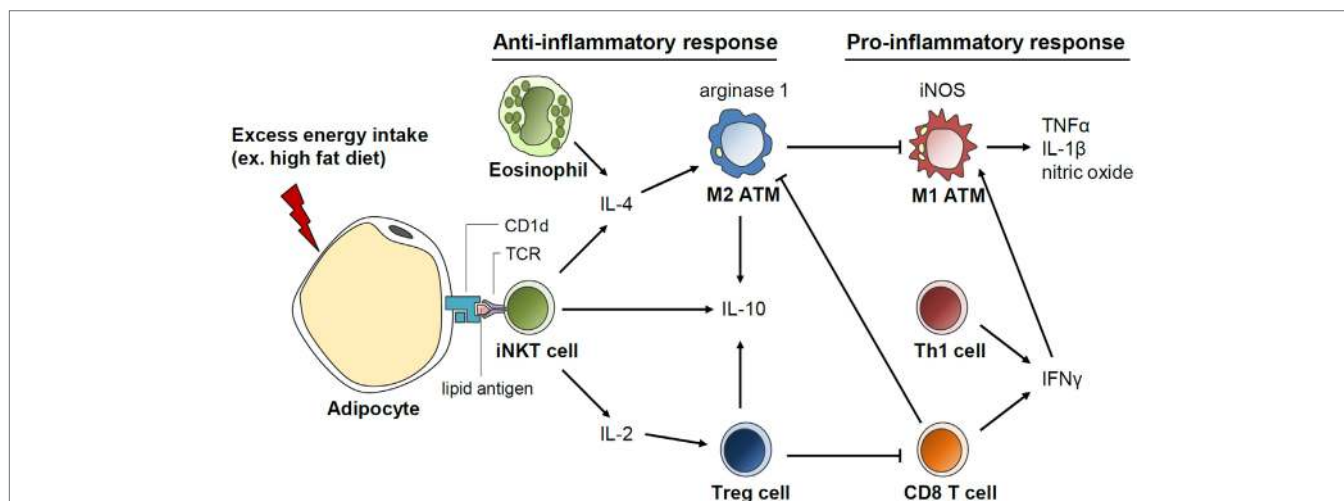 Anti-inflammatory response
Pro-inflammatory response
arginase 1
iNOS
Excess energy intake
(ex. high fat diet)
TNFα
IL-1β
nitric oxide
Eosinophil
M2 ATM
M1 ATM
IL-4
CD1d
TCR
IL-10
iNKT cell
Th1 cell
IFNγ
lipid antigen
Adipocyte
IL-2
Treg cell
CD8 T cell